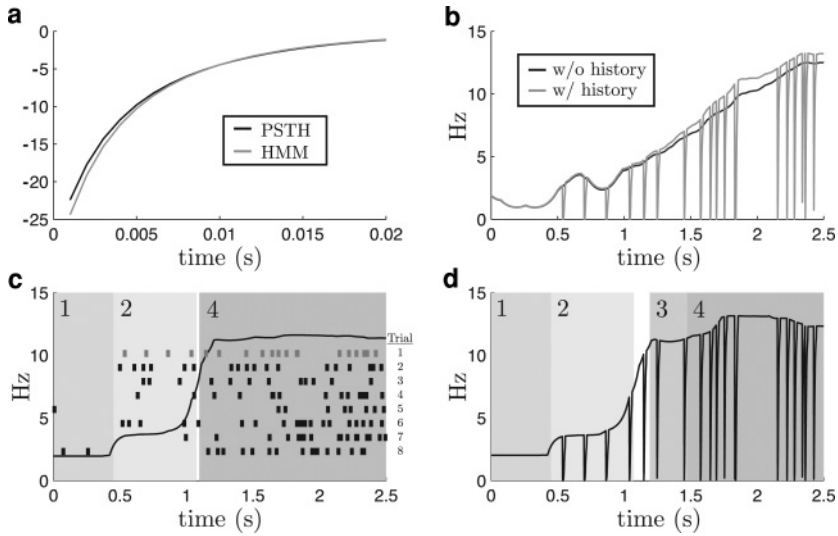 a
0
-5
-10
-15
-20
-25
PSTH
HMM
0 0.005 0.01 0.015 0.02
time (s)
b
15
10
5
0
Hz
w/o history
w/ history
0 0.5 1 1.5 2 2.5
time (s)
c
15
10
5
0
Hz
1 2 4
Trial
1
2
3
4
5
6
7
8
0 0.5 1 1.5 2 2.5
time (s)
d
15
10
5
0
Hz
1 2 3 4
0 0.5 1 1.5 2 2.5
time (s)